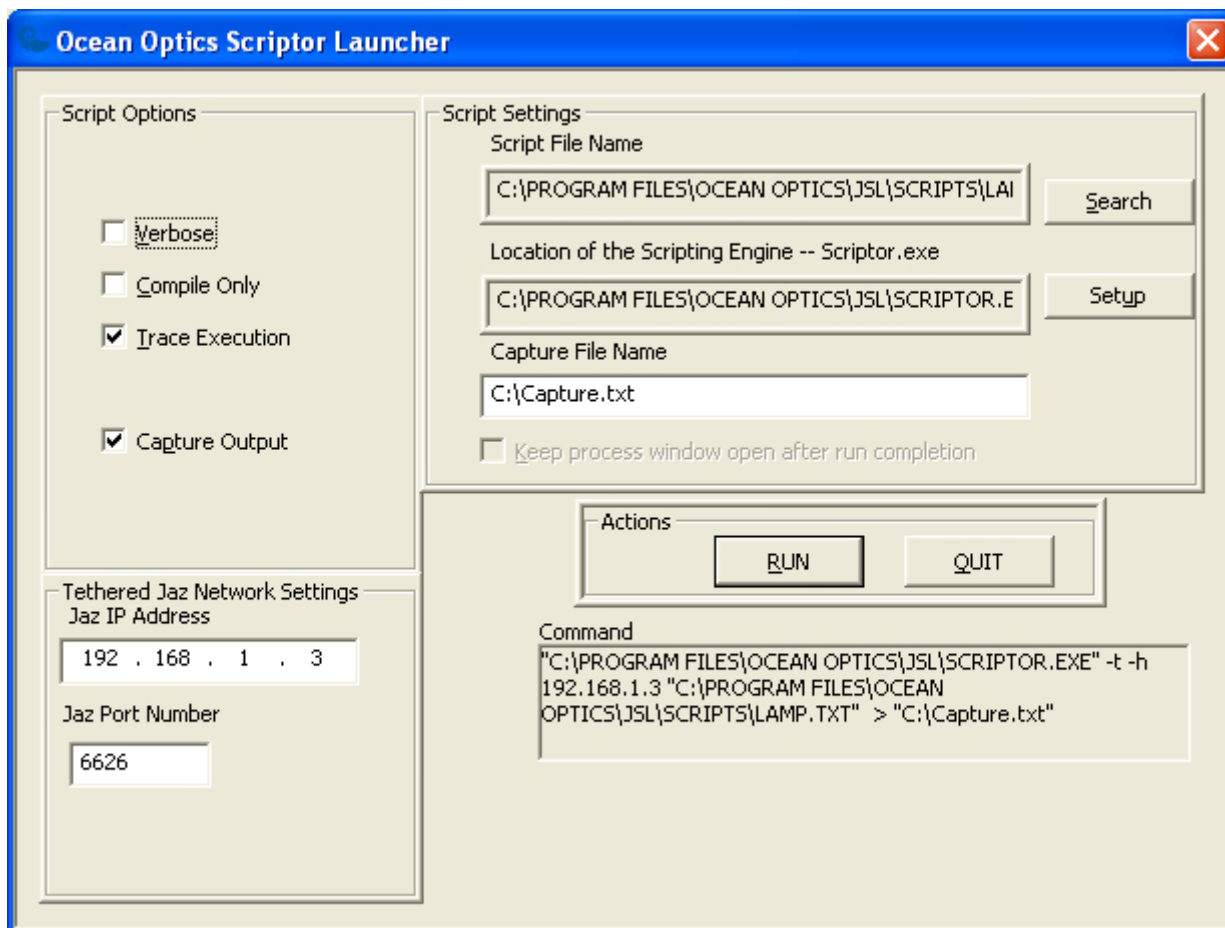 Ocean Optics Scriptor Launcher
Script Options
Verbose
Compile Only
Trace Execution
Capture Output
Script Settings
Script File Name
C:\PROGRAM FILES\OCEAN OPTICS\JSL\SCRIPTS\LAI
Search
Location of the Scripting Engine -- Scriptor.exe
C:\PROGRAM FILES\OCEAN OPTICS\JSL\SCRIPTOR.E
Setup
Capture File Name
C:\Capture.txt
Keep process window open after run completion
Actions
RUN
QUIT
Tethered Jaz Network Settings
Jaz IP Address
192 . 168 . 1 . 3
Jaz Port Number
6626
Command
"C:\PROGRAM FILES\OCEAN OPTICS\JSL\SCRIPTOR.EXE" -t -h
192.168.1.3 "C:\PROGRAM FILES\OCEAN
OPTICS\JSL\SCRIPTS\LAMP.TXT"  > "C:\Capture.txt"